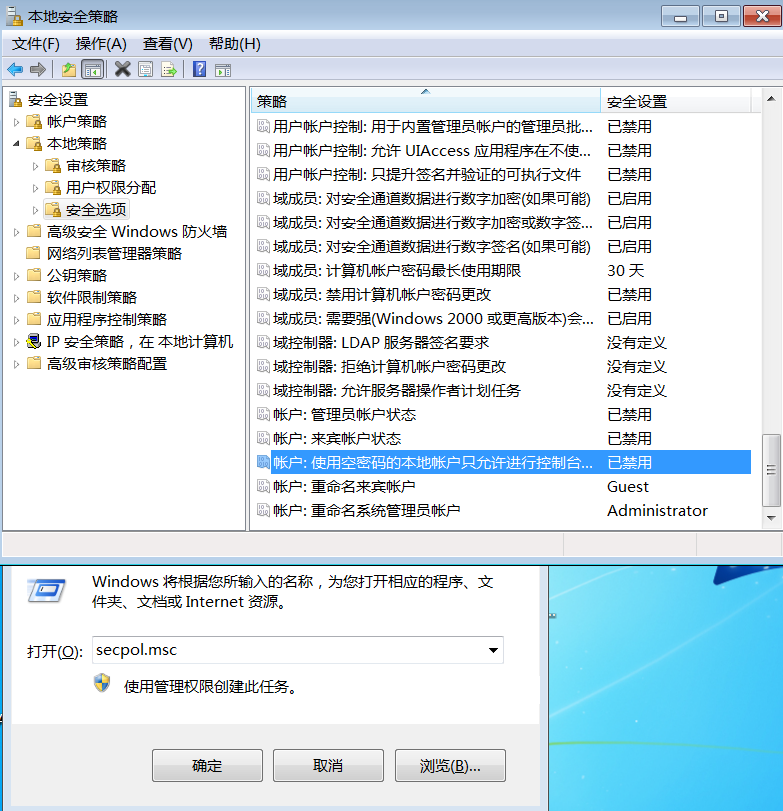 本地安全策略
文件(F) 操作(A) 查看(V) 帮助(H)
安全设置
帐户策略
本地策略
审核策略
用户权限分配
安全选项
高级安全 Windows 防火墙
网络列表管理器策略
公钥策略
软件限制策略
应用程序控制策略
IP 安全策略，在 本地计算机
高级审核策略配置
策略 安全设置
用户帐户控制: 用于内置管理员帐户的管理员批... 已禁用
用户帐户控制: 允许 UIAccess 应用程序在不使... 已禁用
用户帐户控制: 只提升签名并验证的可执行文件 已禁用
域成员: 对安全通道数据进行数字加密(如果可能) 已启用
域成员: 对安全通道数据进行数字加密或数字签... 已启用
域成员: 对安全通道数据进行数字签名(如果可能) 已启用
域成员: 计算机帐户密码最长使用期限 30 天
域成员: 禁用计算机帐户密码更改 已禁用
域成员: 需要强(Windows 2000 或更高版本)会... 已启用
域控制器: LDAP 服务器签名要求 没有定义
域控制器: 拒绝计算机帐户密码更改 没有定义
域控制器: 允许服务器操作者计划任务 没有定义
帐户: 管理员帐户状态 已禁用
帐户: 来宾帐户状态 已禁用
帐户: 使用空密码的本地帐户只允许进行控制台... 已禁用
帐户: 重命名来宾帐户 Guest
帐户: 重命名系统管理员帐户 Administrator
Windows 将根据您所输入的名称，为您打开相应的程序、文
件夹、文档或 Internet 资源。
打开(O): secpol.msc
使用管理权限创建此任务。
确定 取消 浏览(B)...